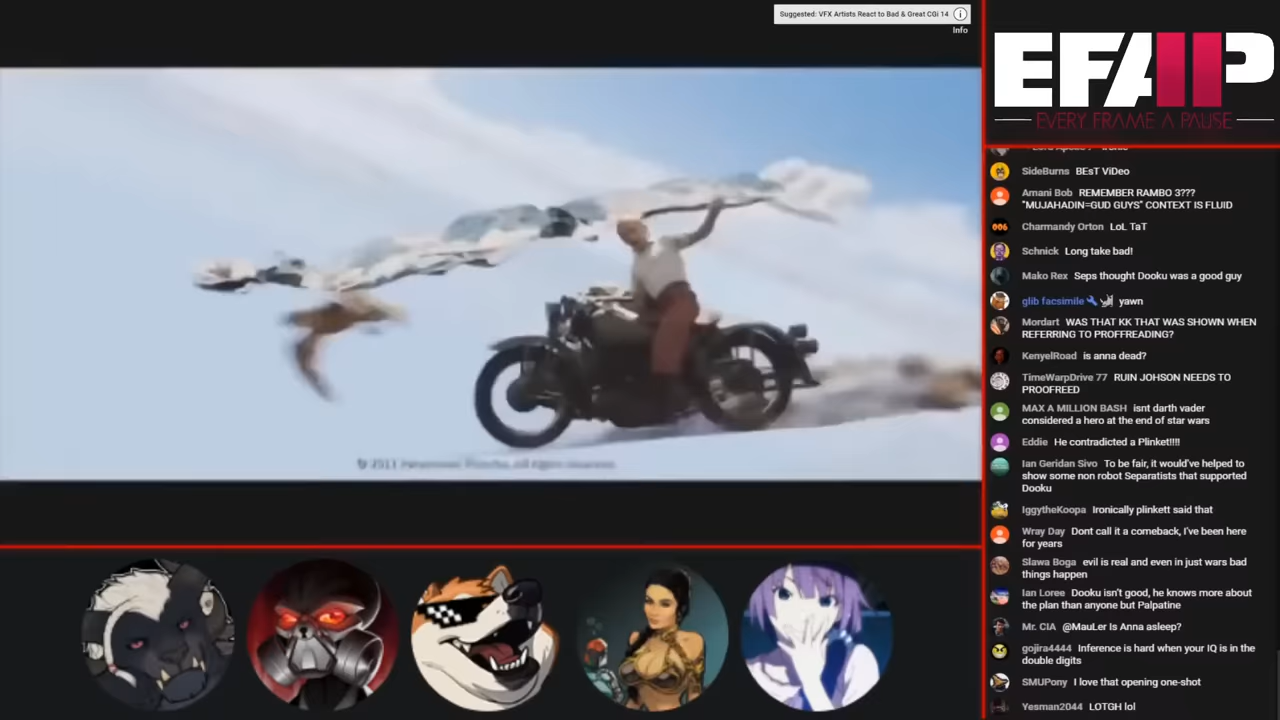 Suggested: VFX Artists React to Bad & Great CGi 14
Info
EFAP
EVERY FRAME A PAUSE
SideBurns BEsT ViDeo
Amani Bob REMEMBER RAMBO 3???
"MUJAHADIN=GUD GUYS" CONTEXT IS FLUID
Charmandy Orton LoL TaT
Schnick Long take bad!
Mako Rex Seps thought Dooku was a good guy
glib facsimile yawn
Mordart WAS THAT KK THAT WAS SHOWN WHEN
REFERRING TO PROFFREADING?
KenyelRoad is anna dead?
TimeWarpDrive 77 RUIN JOHSON NEEDS TO
PROOFREED
MAX A MILLION BASH isnt darth vader
considered a hero at the end of star wars
Eddie He contradicted a Plinket!!!!
Ian Geridan Sivo To be fair, it would've helped to
show some non robot Separatists that supported
Dooku
IggytheKoopa Ironically plinkett said that
Wray Day Dont call it a comeback, I've been here
for years
Slawa Boga evil is real and even in just wars bad
things happen
Ian Loree Dooku isn't good, he knows more about
the plan than anyone but Palpatine
Mr. CIA @MauLer Is Anna asleep?
gojira4444 Inference is hard when your IQ is in the
double digits
SMUPony I love that opening one-shot
Yesman2044 LOTGH lol
© 2011 Paramount Pictures. All rights reserved.